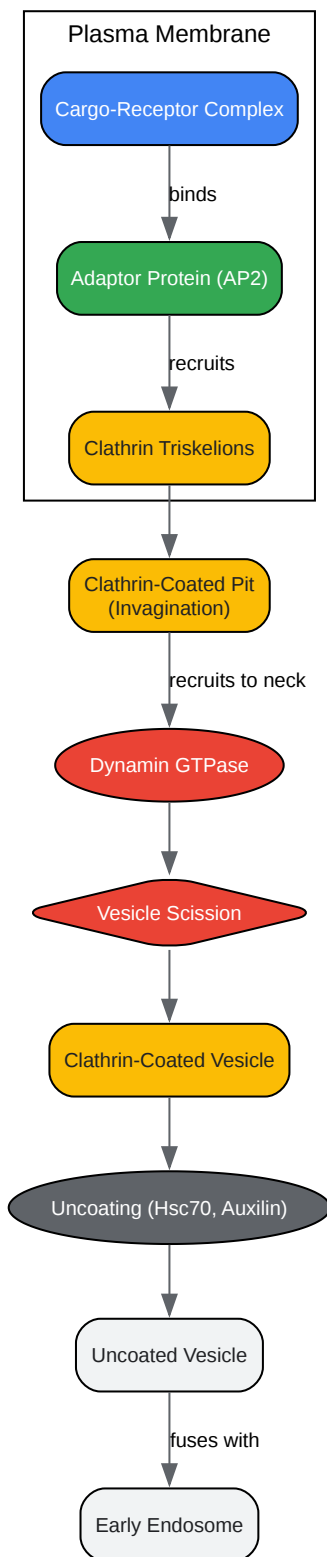 Plasma Membrane
Cargo-Receptor Complex
binds
Adaptor Protein (AP2)
recruits
Clathrin Triskelions
Clathrin-Coated Pit
(Invagination)
recruits to neck
Dynamin GTPase
Vesicle Scission
Clathrin-Coated Vesicle
Uncoating (Hsc70, Auxilin)
Uncoated Vesicle
fuses with
Early Endosome